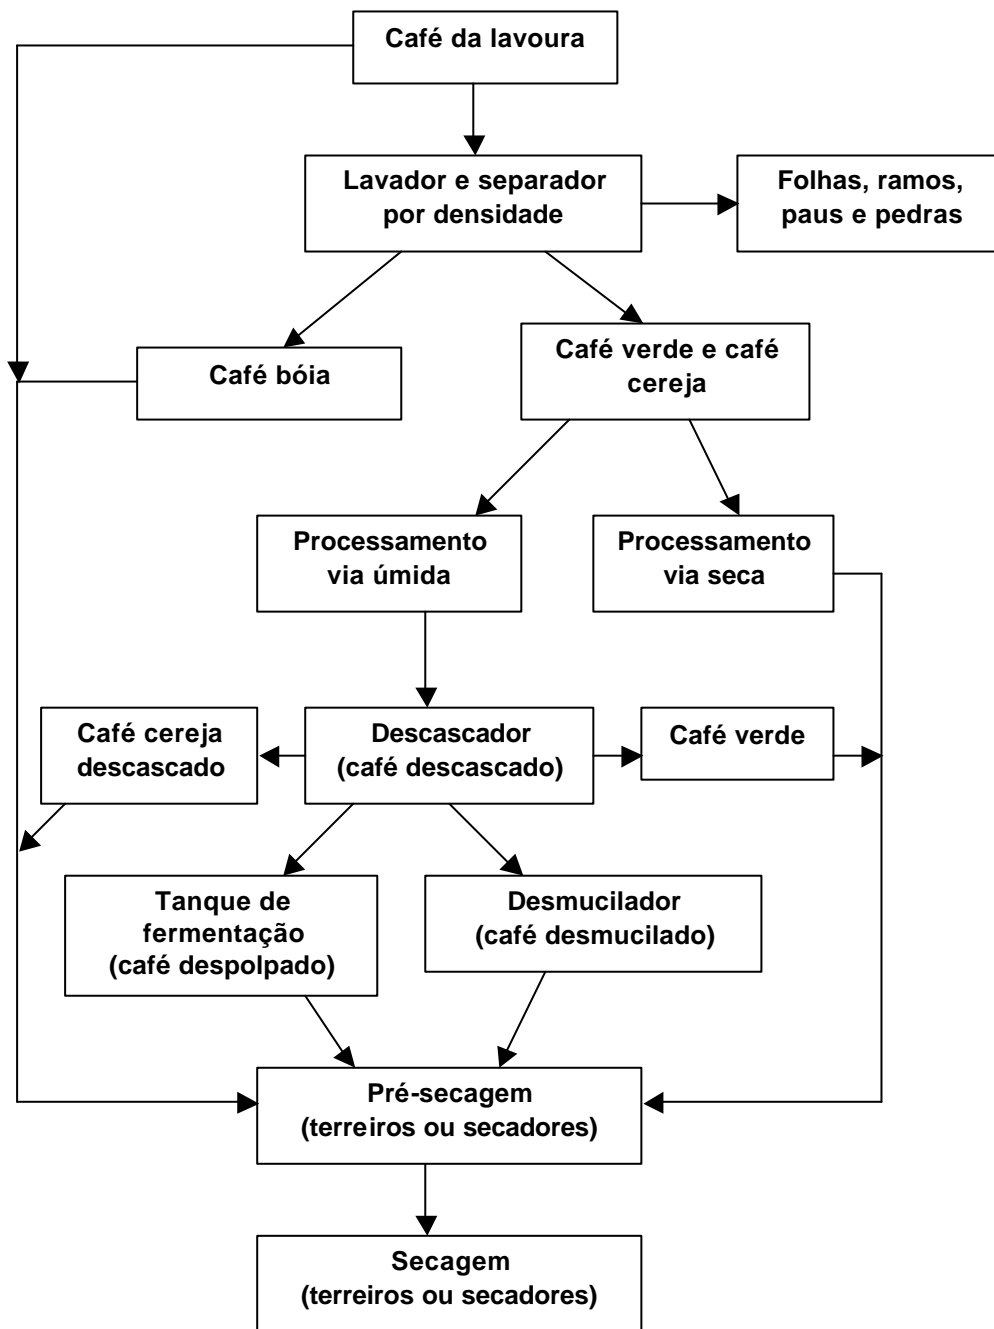 Café da lavoura
Lavador e separador
por densidade
Folhas, ramos,
paus e pedras
Café bóia
Café verde e café
cereja
Processamento
via úmida
Processamento
via seca
Café cereja
descascado
Descascador
(café descascado)
Café verde
Tanque de
fermentação
(café despolpado)
Desmucilador
(café desmucilado)
Pré-secagem
(terreiros ou secadores)
Secagem
(terreiros ou secadores)